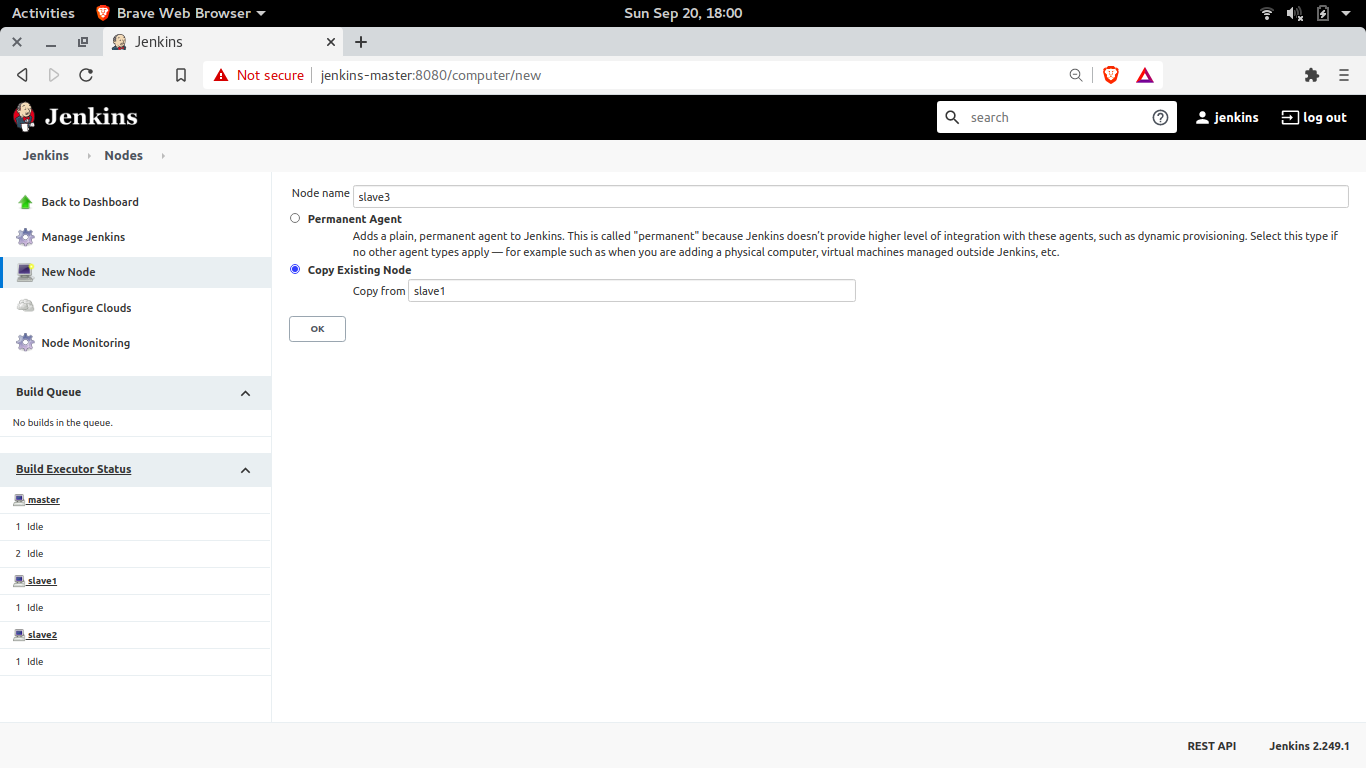 Activities Brave Web Browser Sun Sep 20, 18:00
Jenkins
Not secure jenkins-master:8080/computer/new
Jenkins search jenkins log out
Jenkins Nodes
Back to Dashboard
Manage Jenkins
New Node
Configure Clouds
Node Monitoring
Build Queue
No builds in the queue.
Build Executor Status
master
1 Idle
2 Idle
slave1
1 Idle
slave2
1 Idle
Node name slave3
Permanent Agent
Adds a plain, permanent agent to Jenkins. This is called "permanent" because Jenkins doesn't provide higher level of integration with these agents, such as dynamic provisioning. Select this type if
no other agent types apply — for example such as when you are adding a physical computer, virtual machines managed outside Jenkins, etc.
Copy Existing Node
Copy from slave1
OK
REST API Jenkins 2.249.1